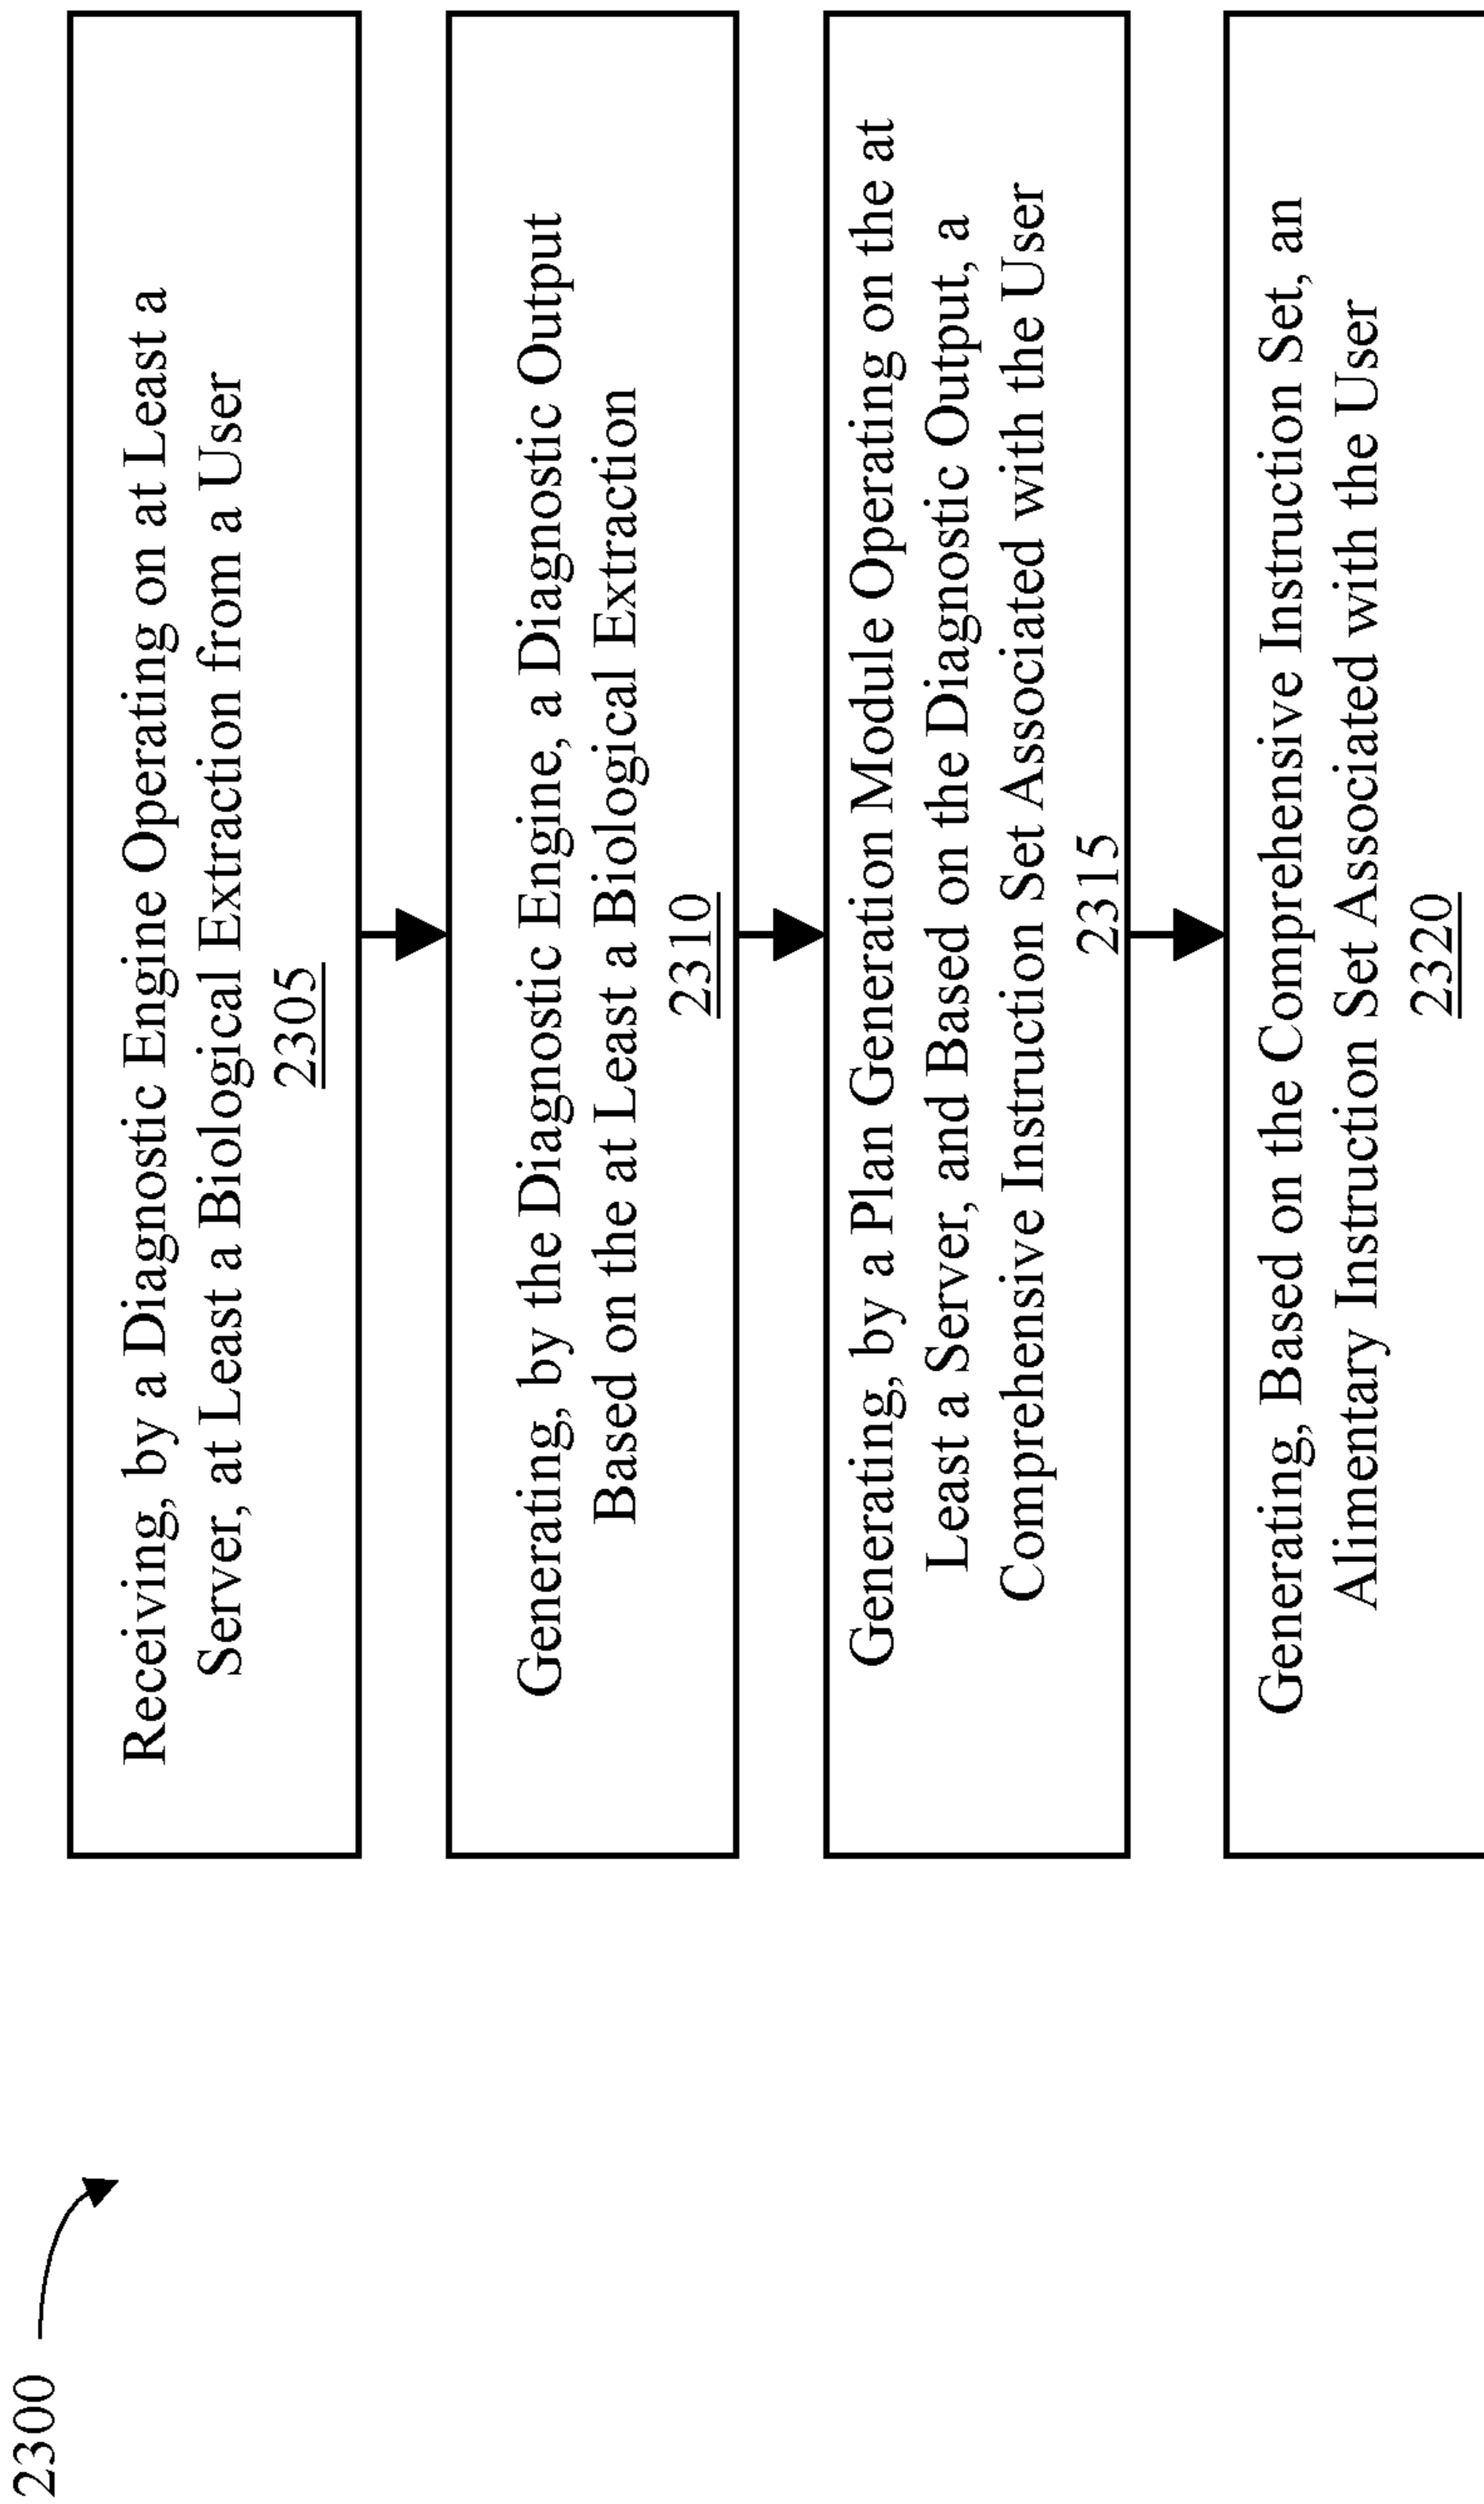 2300
Receiving, by a Diagnostic Engine Operating on at Least a
Server, at Least a Biological Extraction from a User
2305
Generating, by the Diagnostic Engine, a Diagnostic Output
Based on the at Least a Biological Extraction
2310
Generating, by a Plan Generation Module Operating on the at
Least a Server, and Based on the Diagnostic Output, a
Comprehensive Instruction Set Associated with the User
2315
Generating, Based on the Comprehensive Instruction Set, an
Alimentary Instruction Set Associated with the User
2320